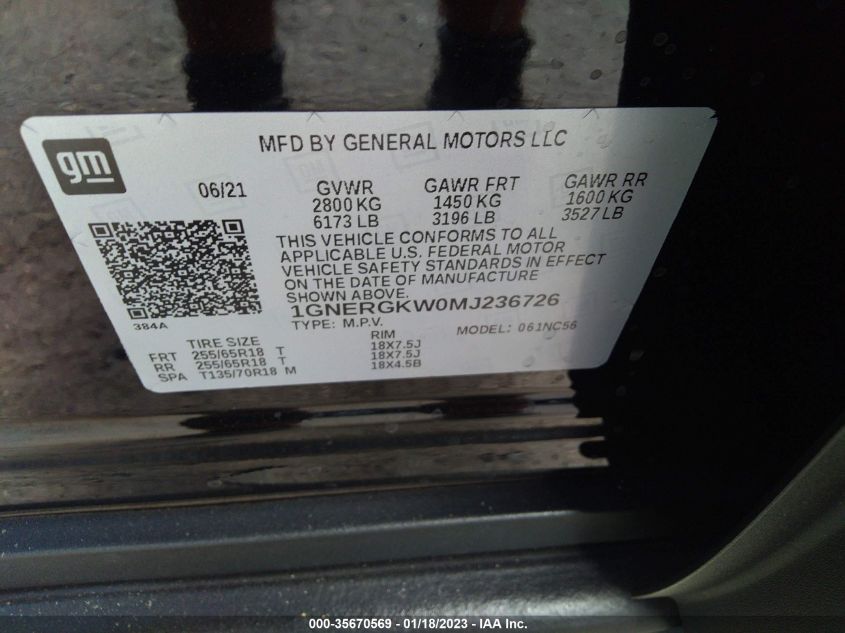 gm
MFD BY GENERAL MOTORS LLC
06/21 GVWR GAWR FRT GAWR RR
2800 KG 1450 KG 1600 KG
6173 LB 3196 LB 3527 LB
THIS VEHICLE CONFORMS TO ALL
APPLICABLE U.S. FEDERAL MOTOR
VEHICLE SAFETY STANDARDS IN EFFECT
ON THE DATE OF MANUFACTURE
SHOWN ABOVE.
1GNERGKW0MJ236726
384A
TYPE: M.P.V. MODEL: 061NC56
TIRE SIZE RIM
FRT 255/65R18 T 18X7.5J
RR 255/65R18 T 18X7.5J
SPA T135/70R18 M 18X4.5B
000-35670569 | 01/18/2023 | IAA Inc.